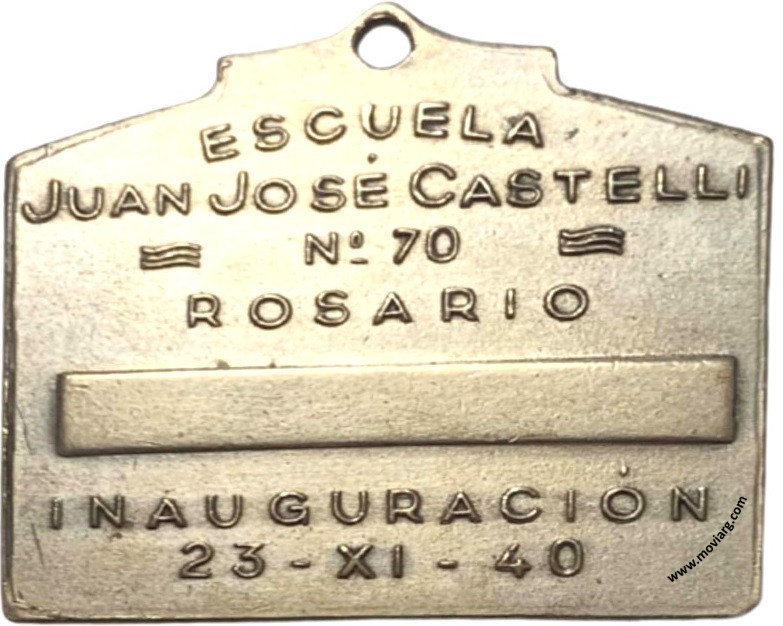 ESCUELA
JUAN JOSÉ CASTELLI
Nº 70
ROSARIO
INAUGURACIÓN
23-XI-40
www.moviarg.com